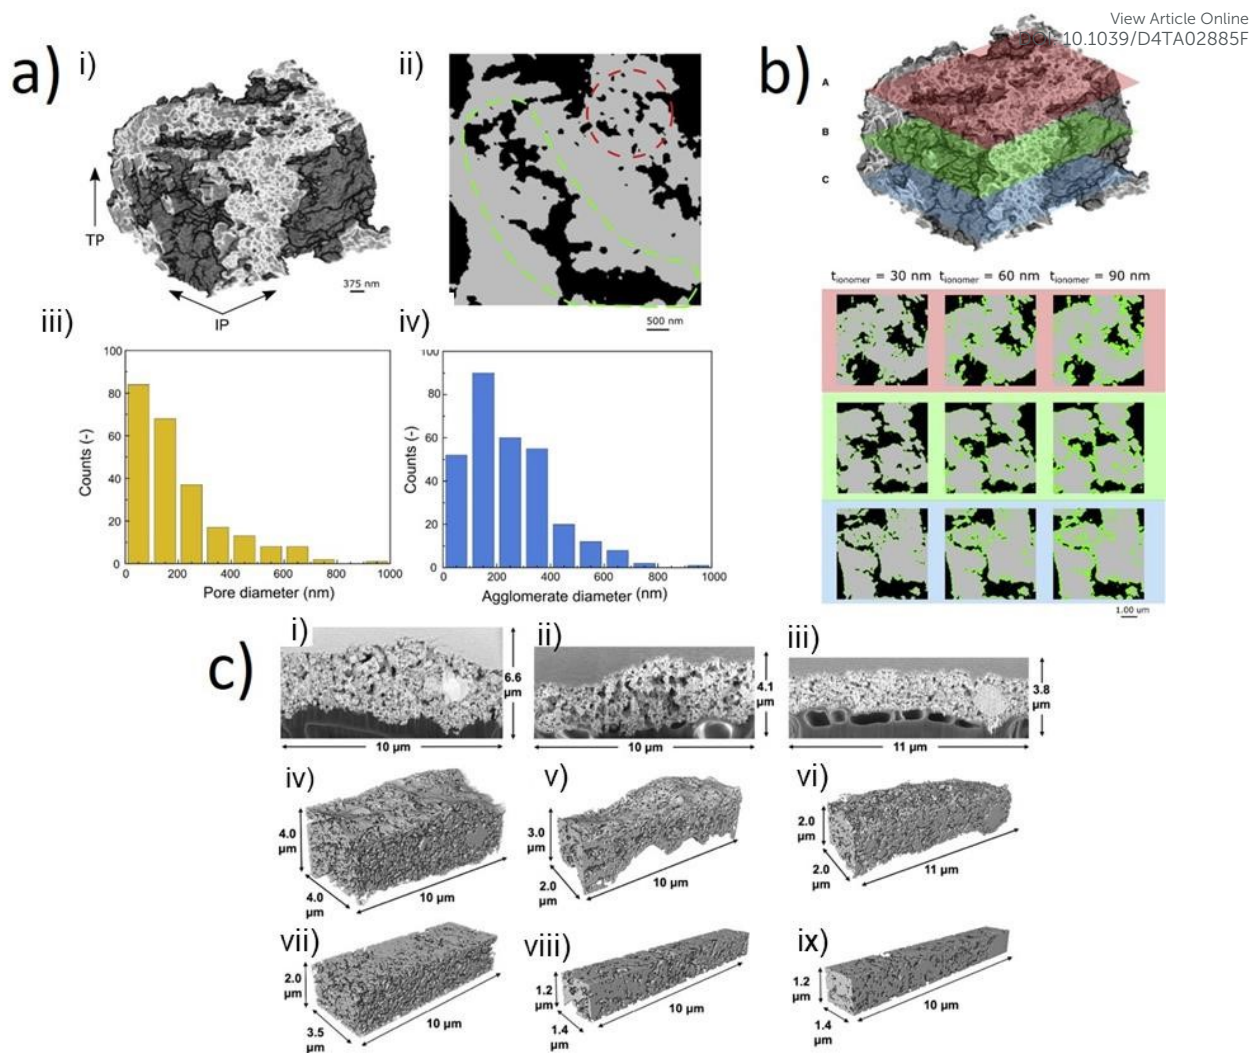 View Article Online
DOI: 10.1039/D4TA02885F
a)
i)
TP
IP
375 nm
ii)
500 nm
iii)
100
80
60
40
20
0
Counts (-)
0 200 400 600 800 1000
Pore diameter (nm)
iv)
100
80
60
40
20
0
Counts (-)
0 200 400 600 800 1000
Agglomerate diameter (nm)
b)
A
B
C
tionomer = 30 nm tionomer = 60 nm tionomer = 90 nm
1.00 um
c)
i)
6.6
µm
10 µm
ii)
4.1
µm
10 µm
iii)
3.8
µm
11 µm
iv)
4.0
µm
4.0
µm
10 µm
v)
3.0
µm
2.0
µm
10 µm
vi)
2.0
µm
2.0
µm
11 µm
vii)
2.0
µm
3.5
µm
10 µm
viii)
1.2
µm
1.4
µm
10 µm
ix)
1.2
µm
1.4
µm
10 µm